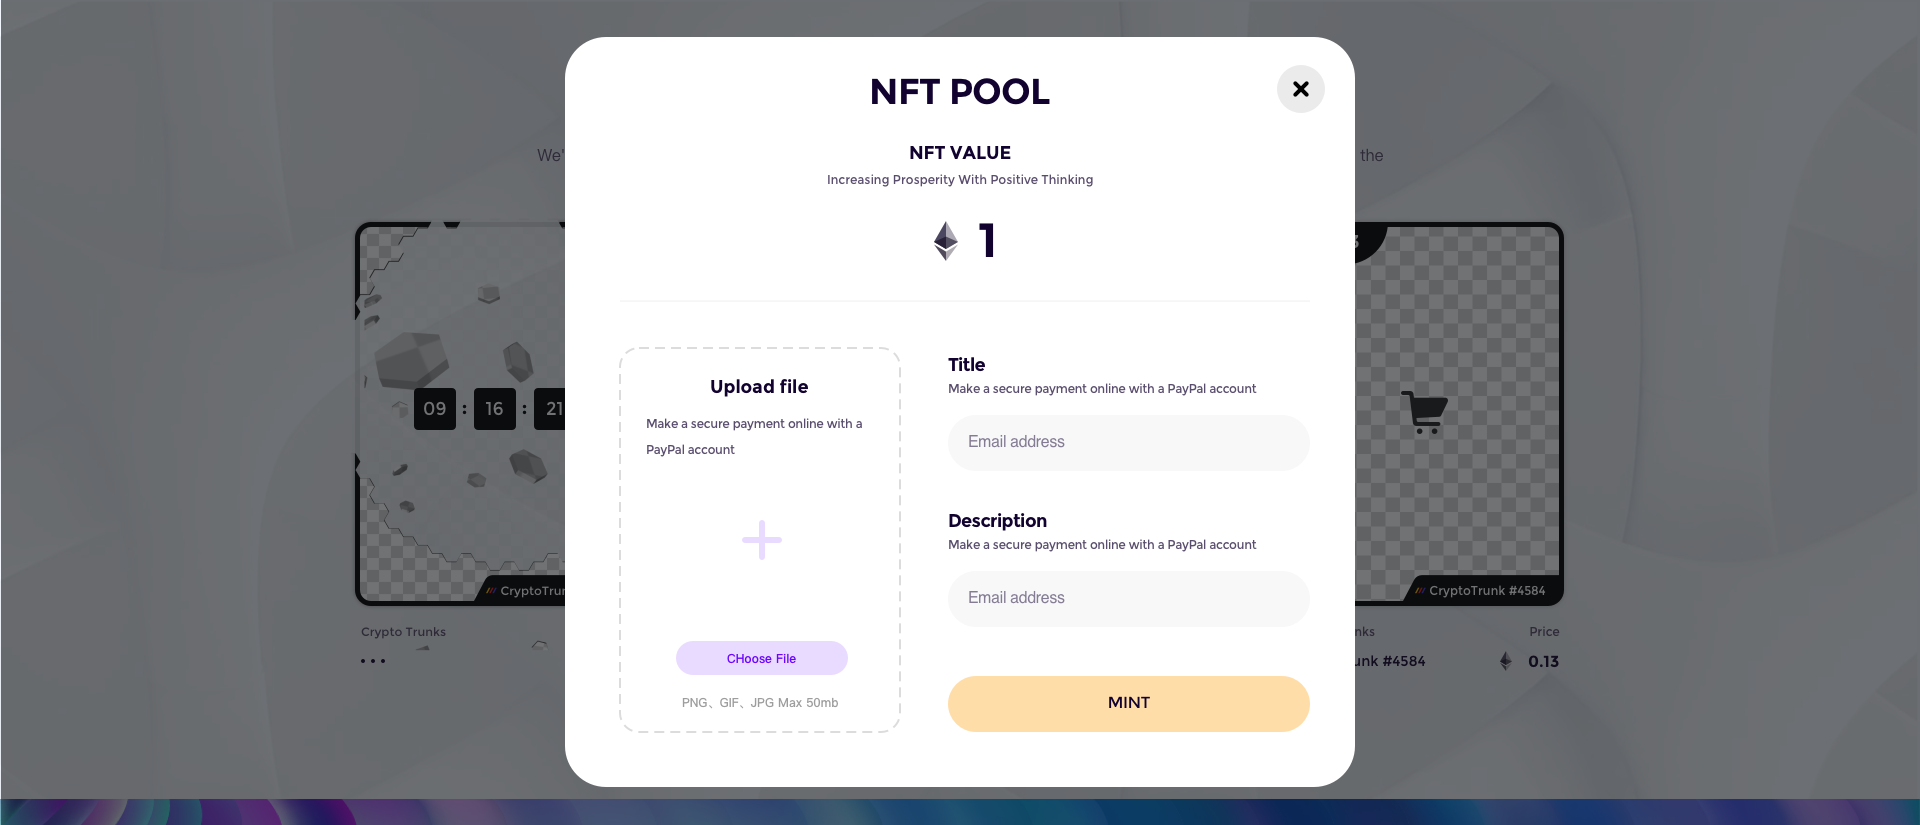 NFT POOL
NFT VALUE
Increasing Prosperity With Positive Thinking
1
We'
the
09 : 16 : 21
CryptoTrun
CryptoTrunk #4584
Crypto Trunks
nks
Price
unk #4584
0.13
Upload file
Make a secure payment online with a
PayPal account
CHoose File
PNG、GIF、JPG Max 50mb
Title
Make a secure payment online with a PayPal account
Email address
Description
Make a secure payment online with a PayPal account
Email address
MINT